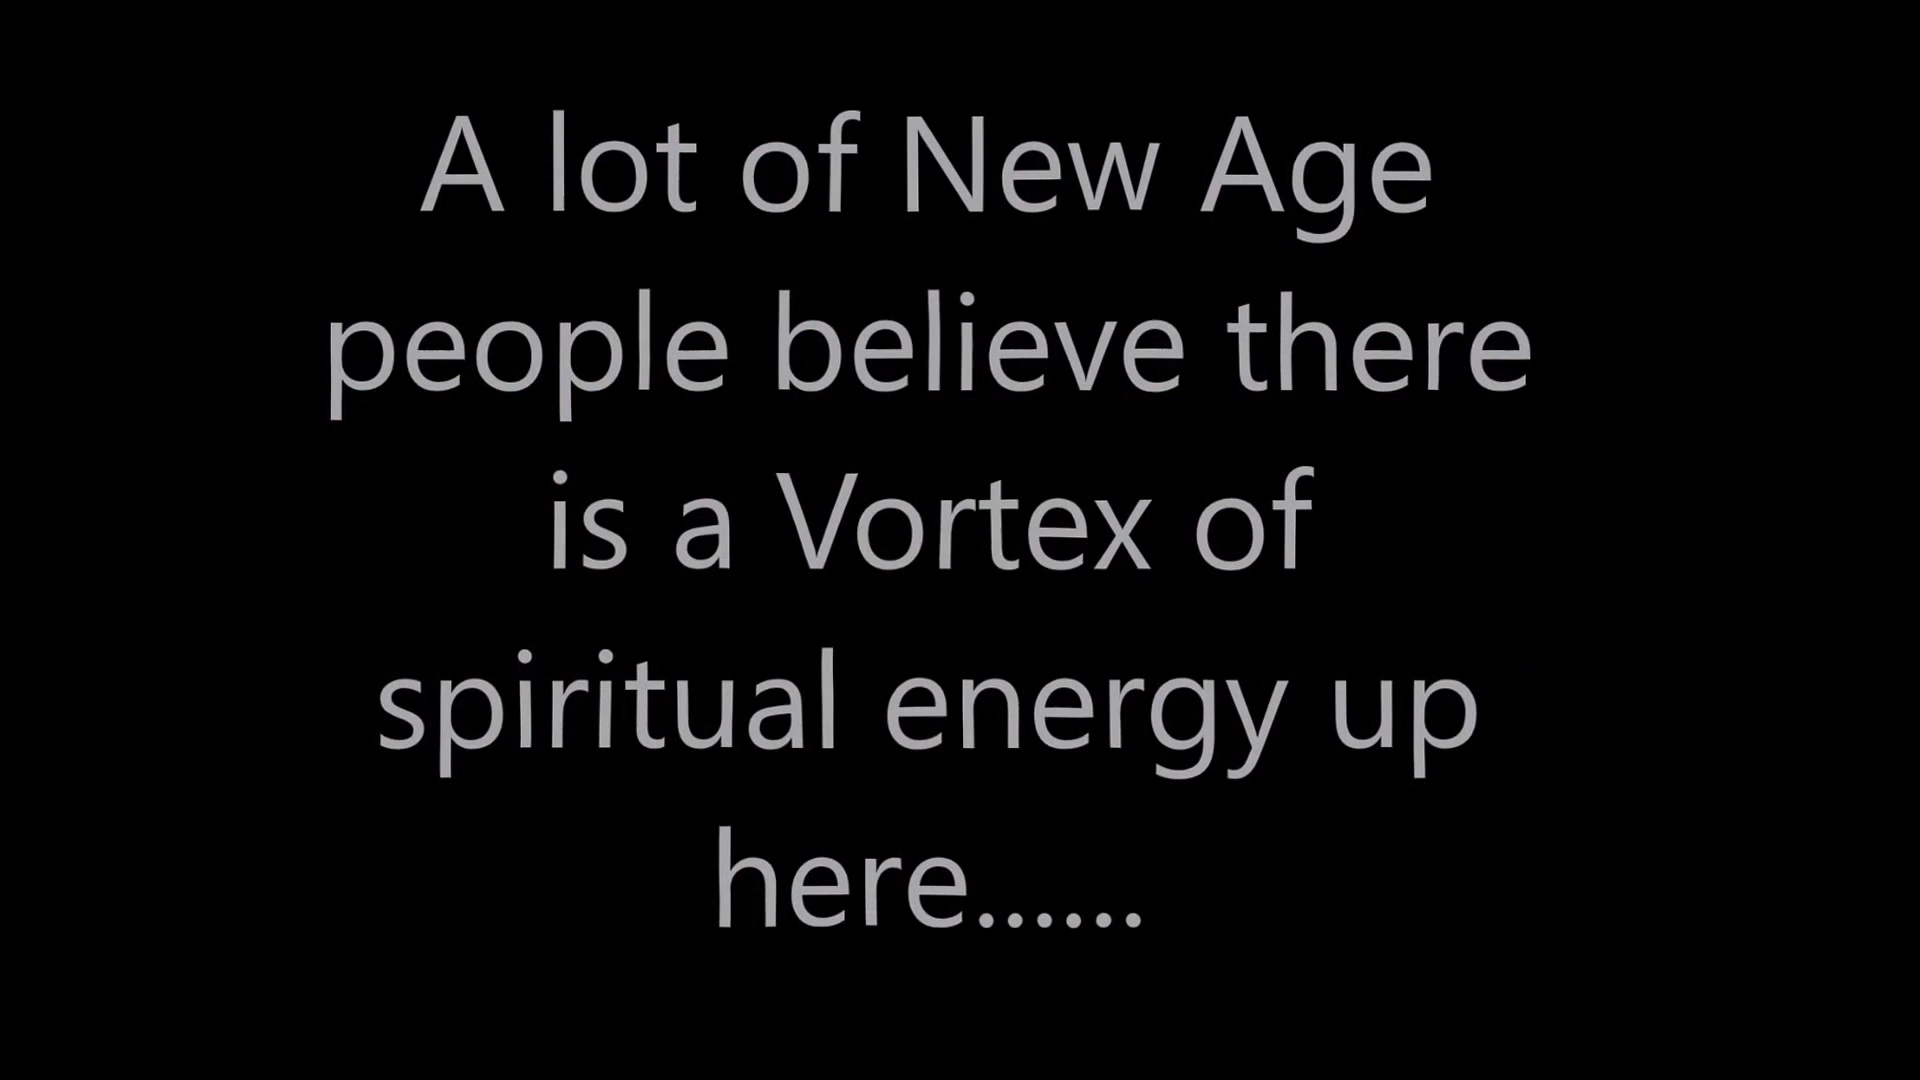 A lot of New Age
people believe there
is a Vortex of
spiritual energy up
here......